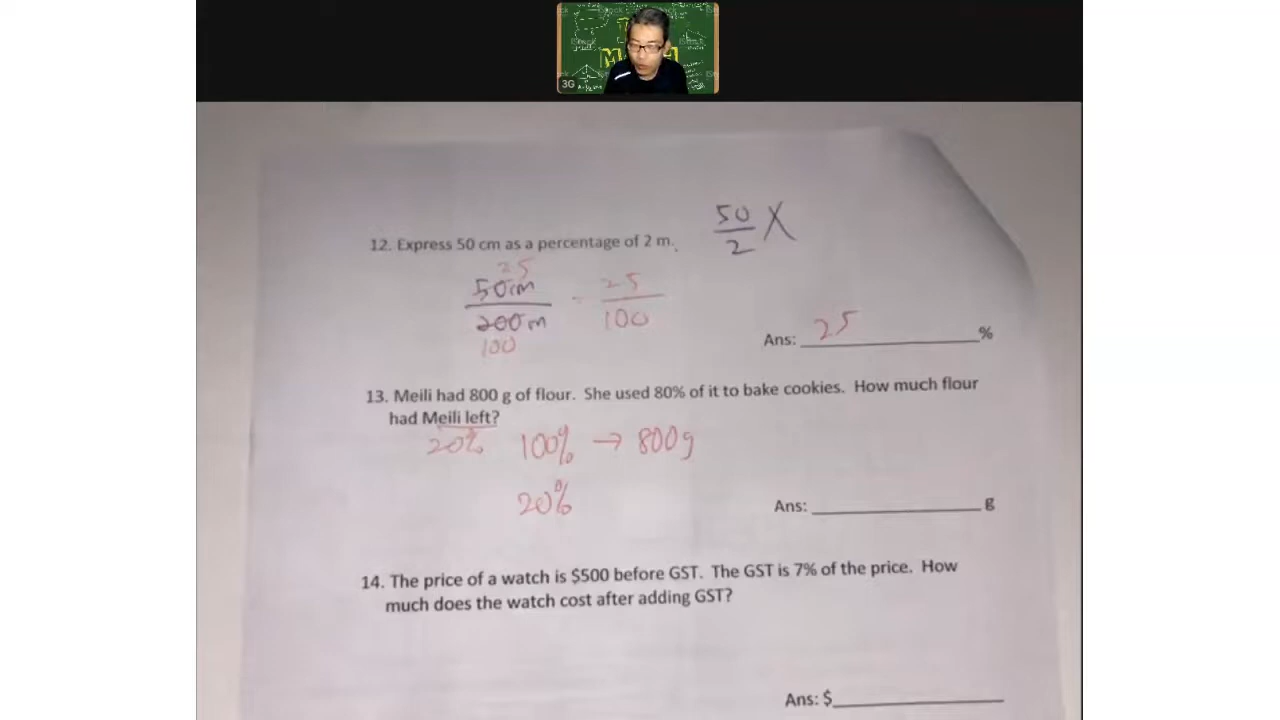 3G
50
2 X
12. Express 50 cm as a percentage of 2 m.
25
50cm
200m
100
=
25
100
Ans: 25 %
13. Meili had 800 g of flour. She used 80% of it to bake cookies. How much flour
had Meili left?
20% 100% → 800g
20%
Ans: ____________ g
14. The price of a watch is $500 before GST. The GST is 7% of the price. How
much does the watch cost after adding GST?
Ans: $____________